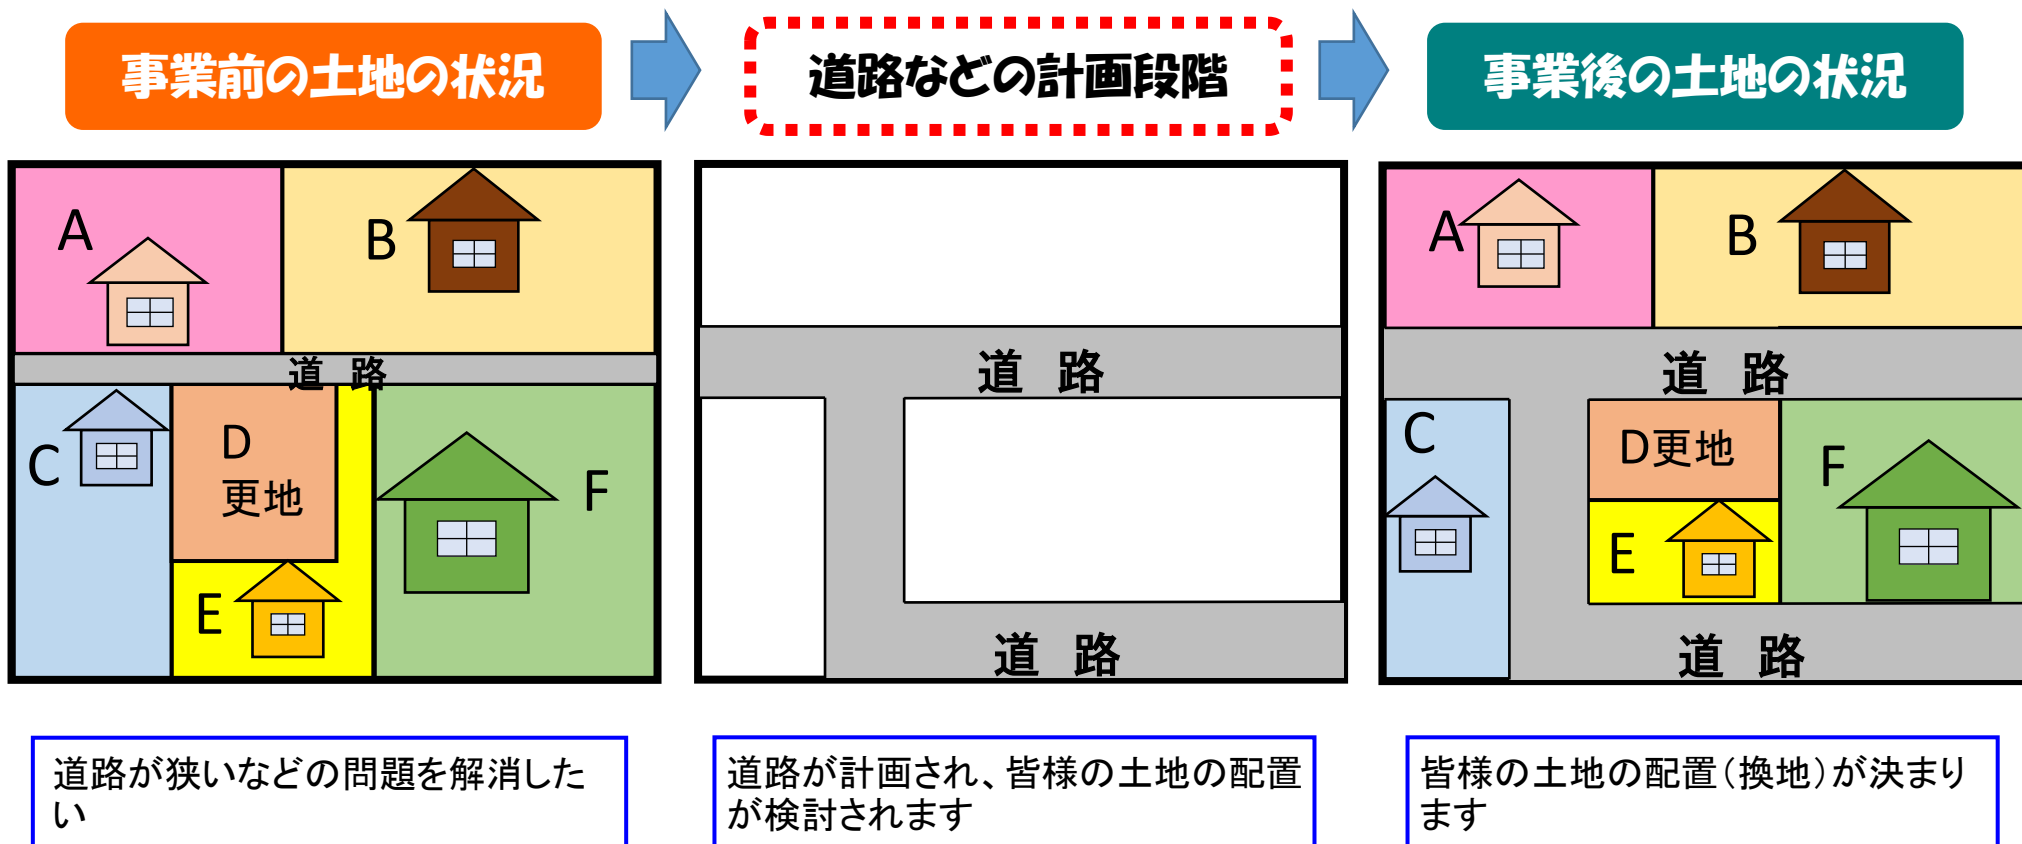 事業前の土地の状況
道路などの計画段階
事業後の土地の状況
A
B
道 路
C
D
更地
E
F
道 路
道 路
A
B
道 路
C
D更地
E
F
道 路
道路が狭いなどの問題を解消した
い
道路が計画され、皆様の土地の配置
が検討されます
皆様の土地の配置(換地)が決まり
ます